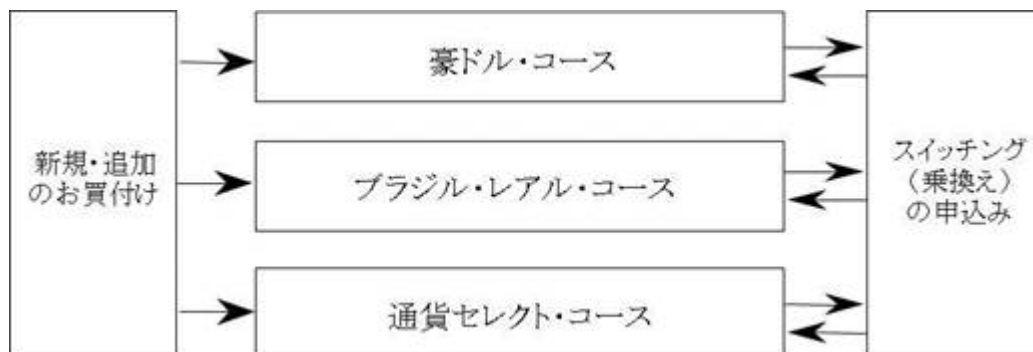 新規・追加
のお買付け
豪ドル・コース
ブラジル・レアル・コース
通貨セレクト・コース
スイッチング
（乗換え）
の申込み